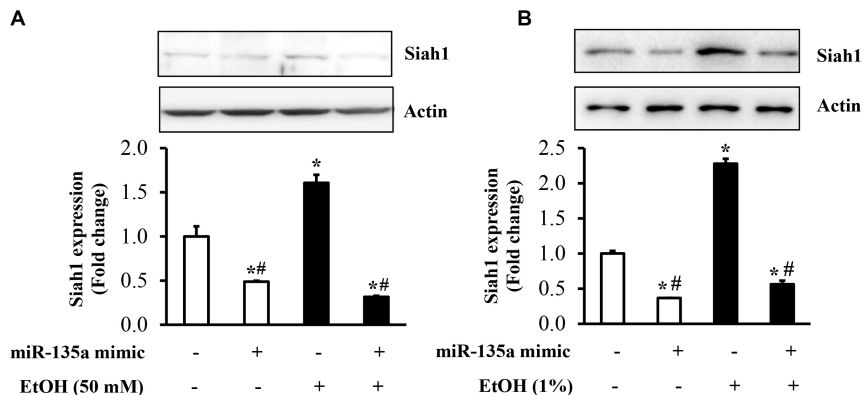 A
Siah1
Actin
Siah1 expression
(Fold change)
2.0
1.5
1.0
0.5
0.0
*
*#
*
*#
miR-135a mimic - + - +
EtOH (50 mM) - - + +
B
Siah1
Actin
Siah1 expression
(Fold change)
2.5
2.0
1.5
1.0
0.5
0.0
*
*#
*#
miR-135a mimic - + - +
EtOH (1%) - - + +